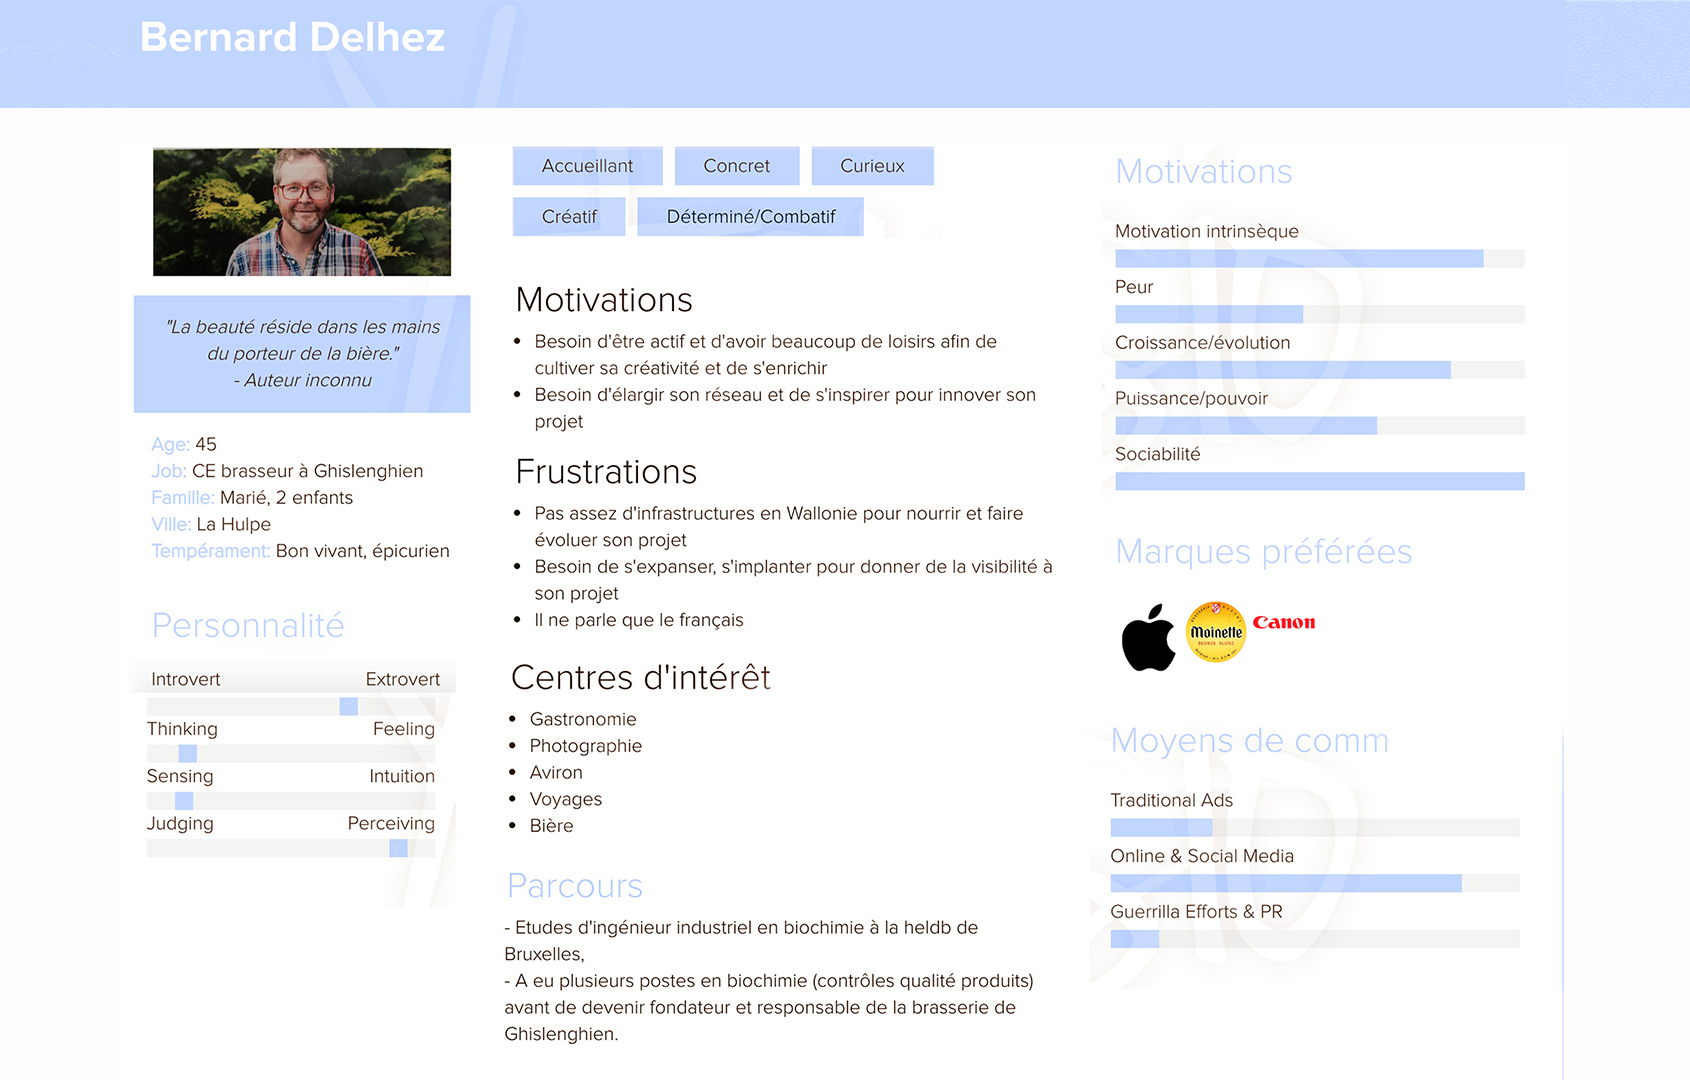 Bernard Delhez
"La beauté réside dans les mains
du porteur de la bière."
- Auteur inconnu
Age: 45
Job: CE brasseur à Ghislenghien
Famille: Marié, 2 enfants
Ville: La Hulpe
Tempérament: Bon vivant, épicurien
Personnalité
Introvert Extrovert
Thinking Feeling
Sensing Intuition
Judging Perceiving
Accueillant Concret Curieux
Créatif Déterminé/Combatif
Motivations
• Besoin d'être actif et d'avoir beaucoup de loisirs afin de
cultiver sa créativité et de s'enrichir
• Besoin d'élargir son réseau et de s'inspirer pour innover son
projet
Frustrations
• Pas assez d'infrastructures en Wallonie pour nourrir et faire
évoluer son projet
• Besoin de s'expanser, s'implanter pour donner de la visibilité à
son projet
• Il ne parle que le français
Centres d'intérêt
• Gastronomie
• Photographie
• Aviron
• Voyages
• Bière
Parcours
- Etudes d'ingénieur industriel en biochimie à la heldb de
Bruxelles,
- A eu plusieurs postes en biochimie (contrôles qualité produits)
avant de devenir fondateur et responsable de la brasserie de
Ghislenghien.
Motivations
Motivation intrinsèque
Peur
Croissance/évolution
Puissance/pouvoir
Sociabilité
Marques préférées
Moinette
Canon
Moyens de comm
Traditional Ads
Online & Social Media
Guerrilla Efforts & PR